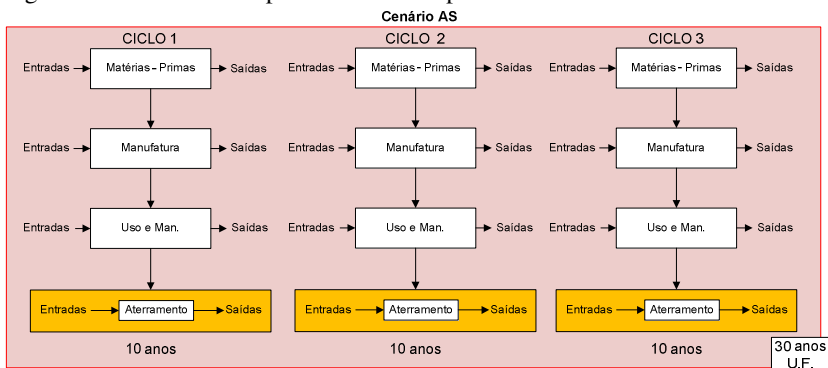 Cenário AS
CICLO 1 CICLO 2 CICLO 3
Entradas Matérias - Primas Saídas Entradas Matérias - Primas Saídas Entradas Matérias - Primas Saídas
Entradas Manufatura Saídas Entradas Manufatura Saídas Entradas Manufatura Saídas
Entradas Uso e Man. Saídas Entradas Uso e Man. Saídas Entradas Uso e Man. Saídas
Entradas Aterramento Saídas Entradas Aterramento Saídas Entradas Aterramento Saídas
10 anos 10 anos 10 anos 30 anos
U.F.